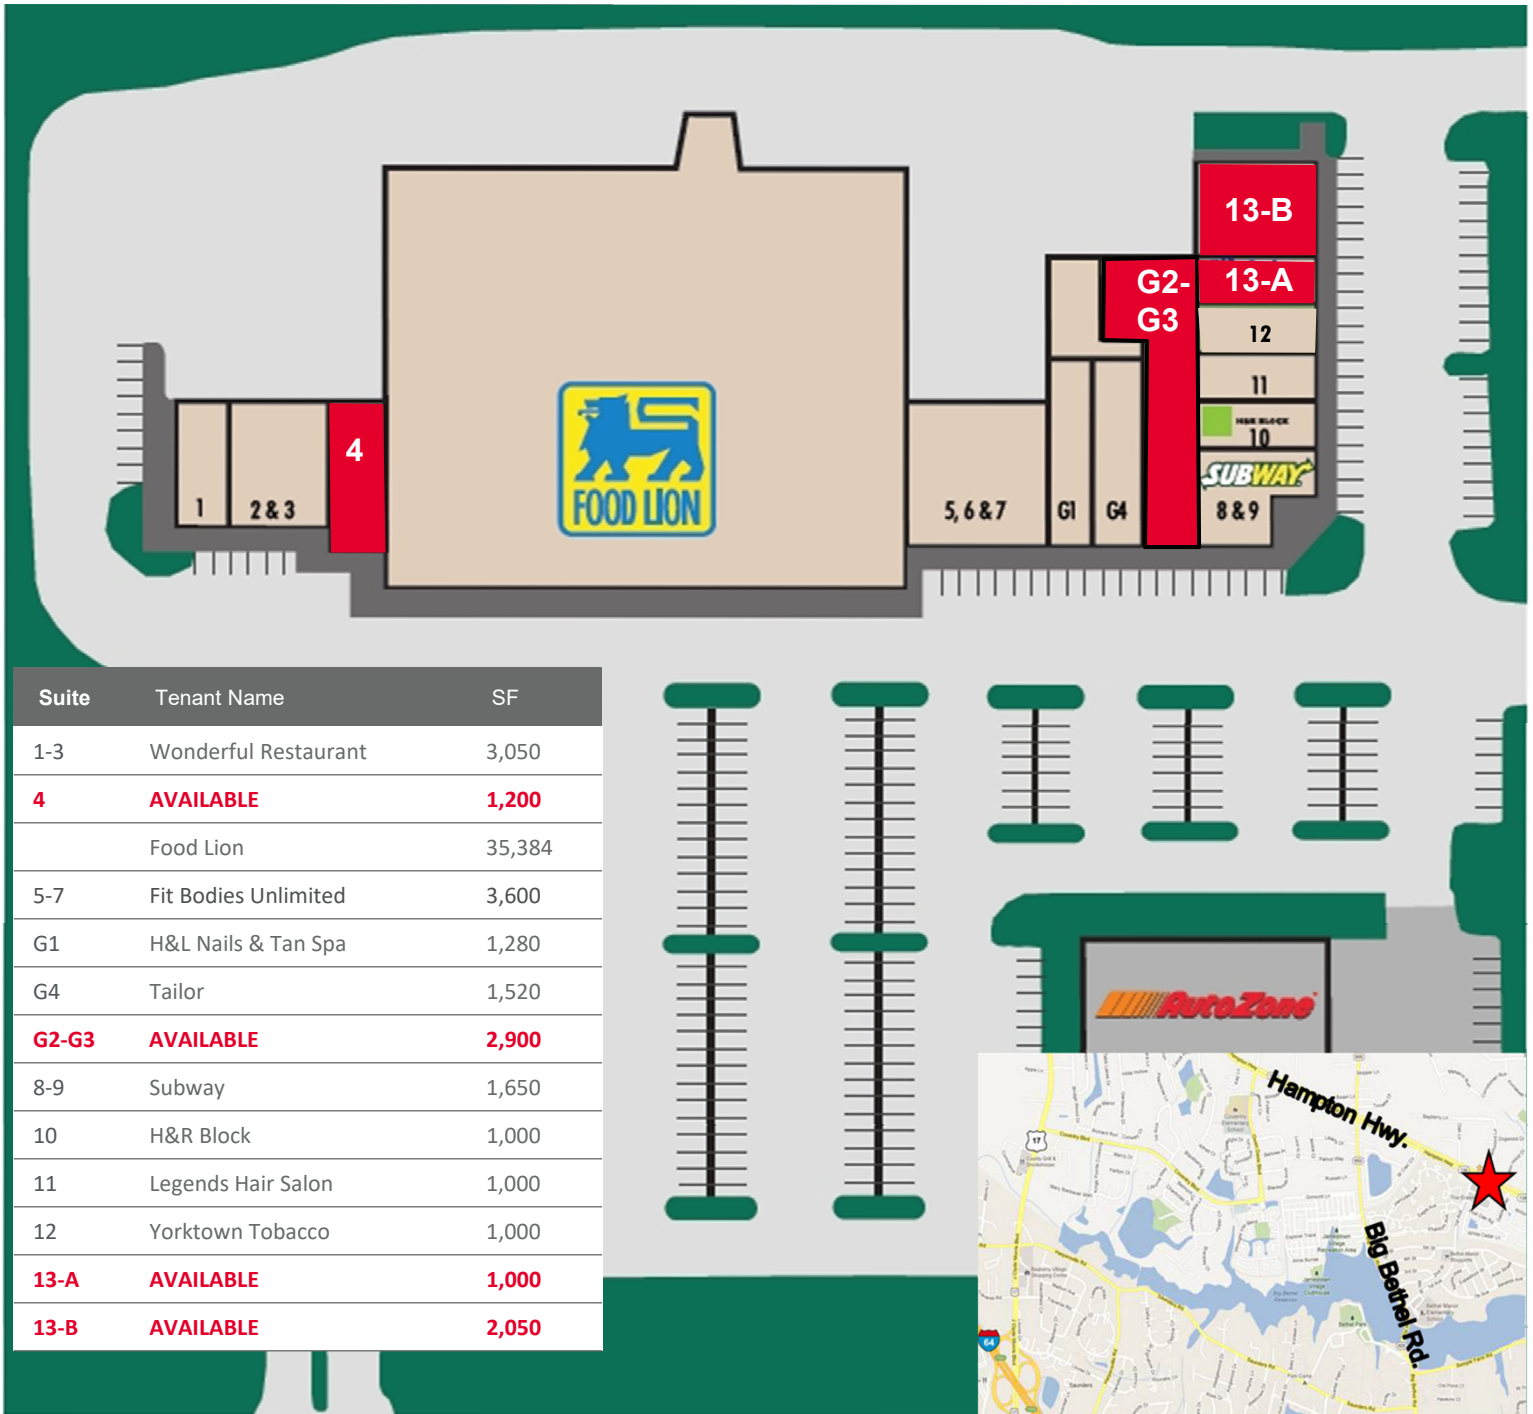 13-B
13-A
G2-
G3
12
11
H&R BLOCK
10
SUBWAY
8 & 9
4
1
2 & 3
FOOD LION
5, 6 & 7
G1
G4
Suite Tenant Name SF
1-3 Wonderful Restaurant 3,050
4 AVAILABLE 1,200
Food Lion 35,384
5-7 Fit Bodies Unlimited 3,600
G1 H&L Nails & Tan Spa 1,280
G4 Tailor 1,520
G2-G3 AVAILABLE 2,900
8-9 Subway 1,650
10 H&R Block 1,000
11 Legends Hair Salon 1,000
12 Yorktown Tobacco 1,000
13-A AVAILABLE 1,000
13-B AVAILABLE 2,050
AutoZone
Hampton Hwy.
17
Big Bethel Rd.
64